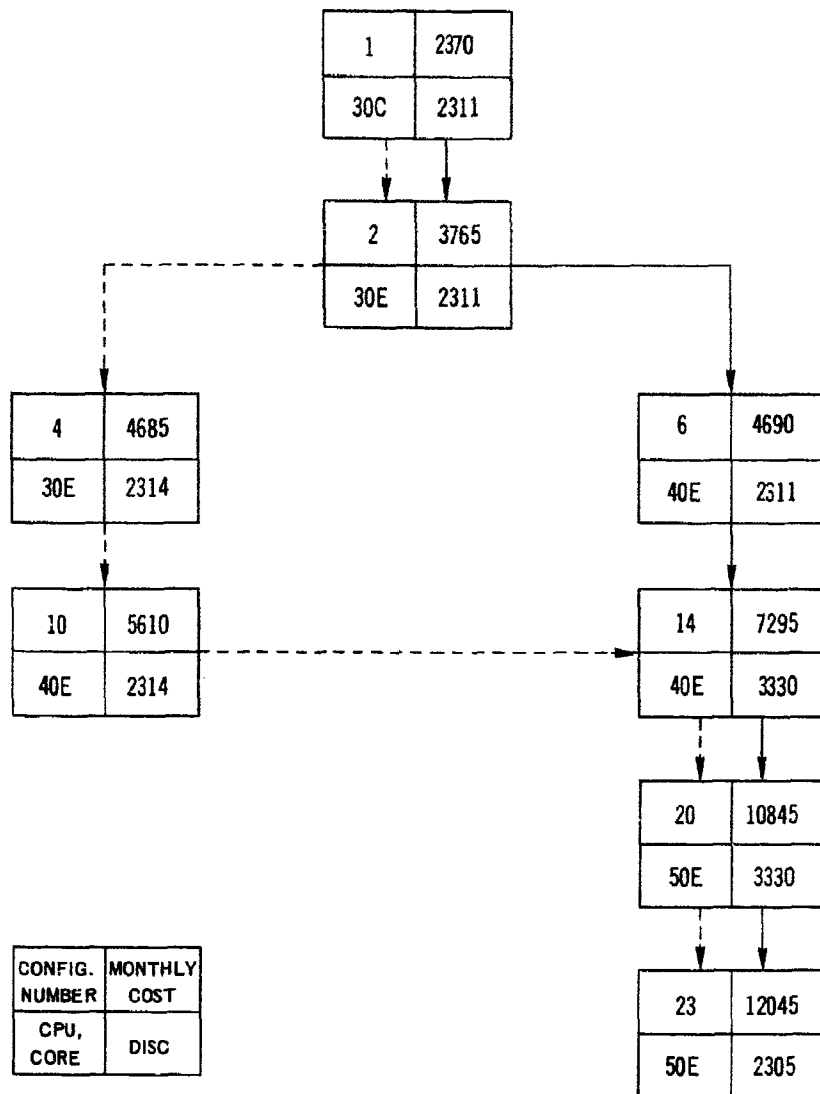 1 2370
30C 2311
2 3765
30E 2311
4 4685
30E 2314
6 4690
40E 2311
10 5610
40E 2314
14 7295
40E 3330
20 10845
50E 3330
CONFIG. NUMBER MONTHLY COST
CPU, CORE DISC
23 12045
50E 2305